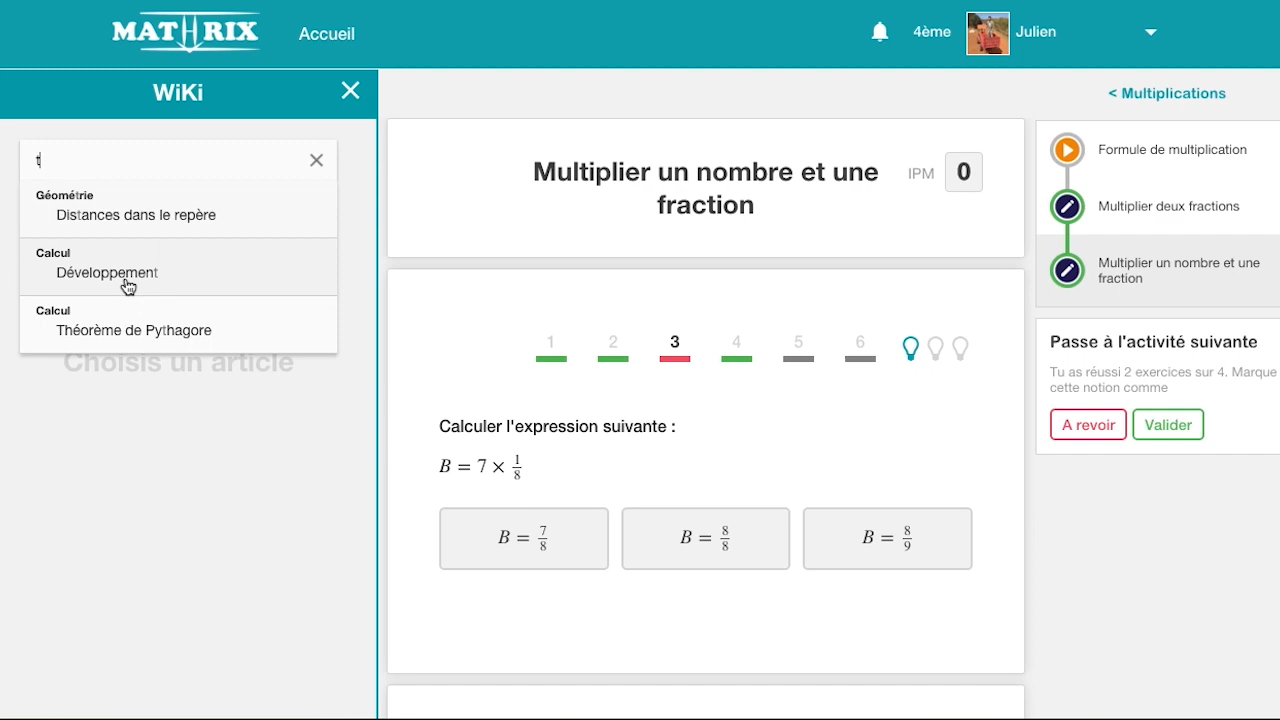 MATHRIX
Accueil
4ème
Julien
WiKi
t
Géométrie
Distances dans le repère
Calcul
Développement
Calcul
Théorème de Pythagore
Choisis un article
Multiplier un nombre et une
fraction
IPM 0
1 2 3 4 5 6
Calculer l'expression suivante :
B = 7 × 1/8
B = 7/8
B = 8/8
B = 8/9
< Multiplications
Formule de multiplication
Multiplier deux fractions
Multiplier un nombre et une
fraction
Passe à l'activité suivante
Tu as réussi 2 exercices sur 4. Marque
cette notion comme
A revoir
Valider